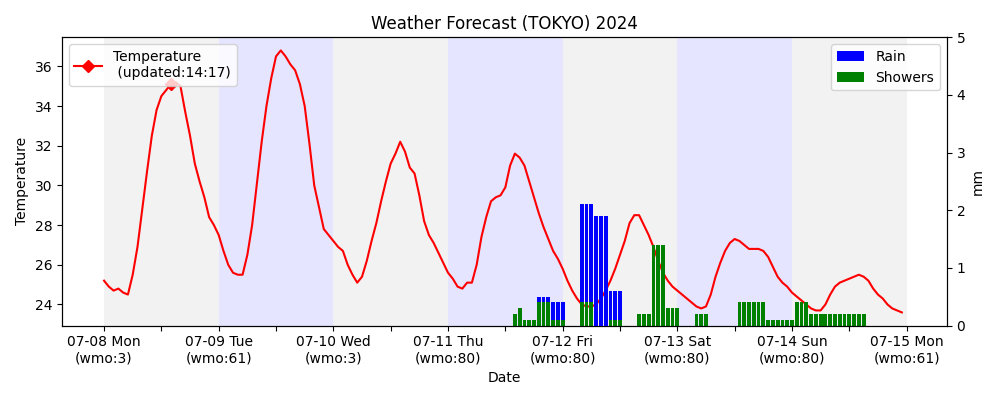 Weather Forecast (TOKYO) 2024
Temperature
(updated:14:17)
Rain
Showers
36
34
32
30
28
26
24
Temperature
5
4
3
2
1
0
mm
07-08 Mon 07-09 Tue 07-10 Wed 07-11 Thu 07-12 Fri 07-13 Sat 07-14 Sun 07-15 Mon
(wmo:3) (wmo:61) (wmo:3) (wmo:80) (wmo:80) (wmo:80) (wmo:80) (wmo:61)
Date